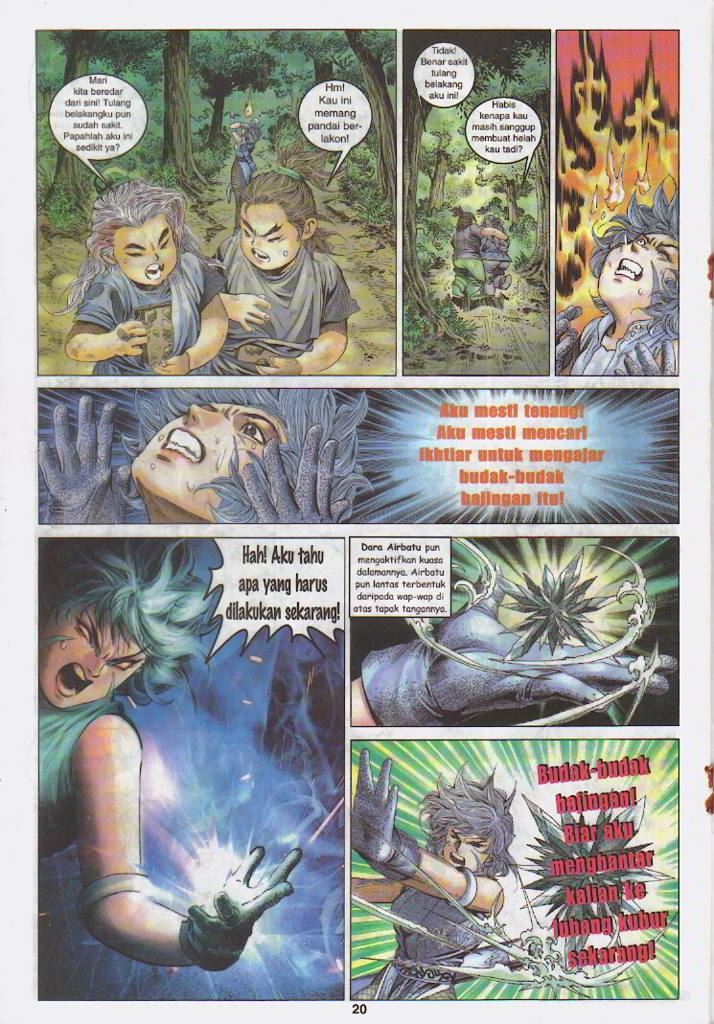 Mari
kita beredar
dari sini! Tulang
belakangku pun
sudah sakit.
Papahlah aku ini
sedikit ya?
Hm!
Kau ini
memang
pandai ber-
lakon!
Tidak!
Benar sakit
tulang
belakang
aku ini!
Habis
kenapa kau
masih sanggup
membuat helah
kau tadi?
Aku mesti tenang!
Aku mesti mencari
ikhtiar untuk mengajar
budak-budak
bajingan itu!
Hah! Aku tahu
apa yang harus
dilakukan sekarang!
Dara Airbatu pun
mengaktifkan kuasa
dalamannya. Airbatu
pun lantas terbentuk
daripada wap-wap di
atas tapak tangannya.
Budak-budak
bajingan!
Biar aku
menghantar
kalian ke
lubang kubur
sekarang!
20